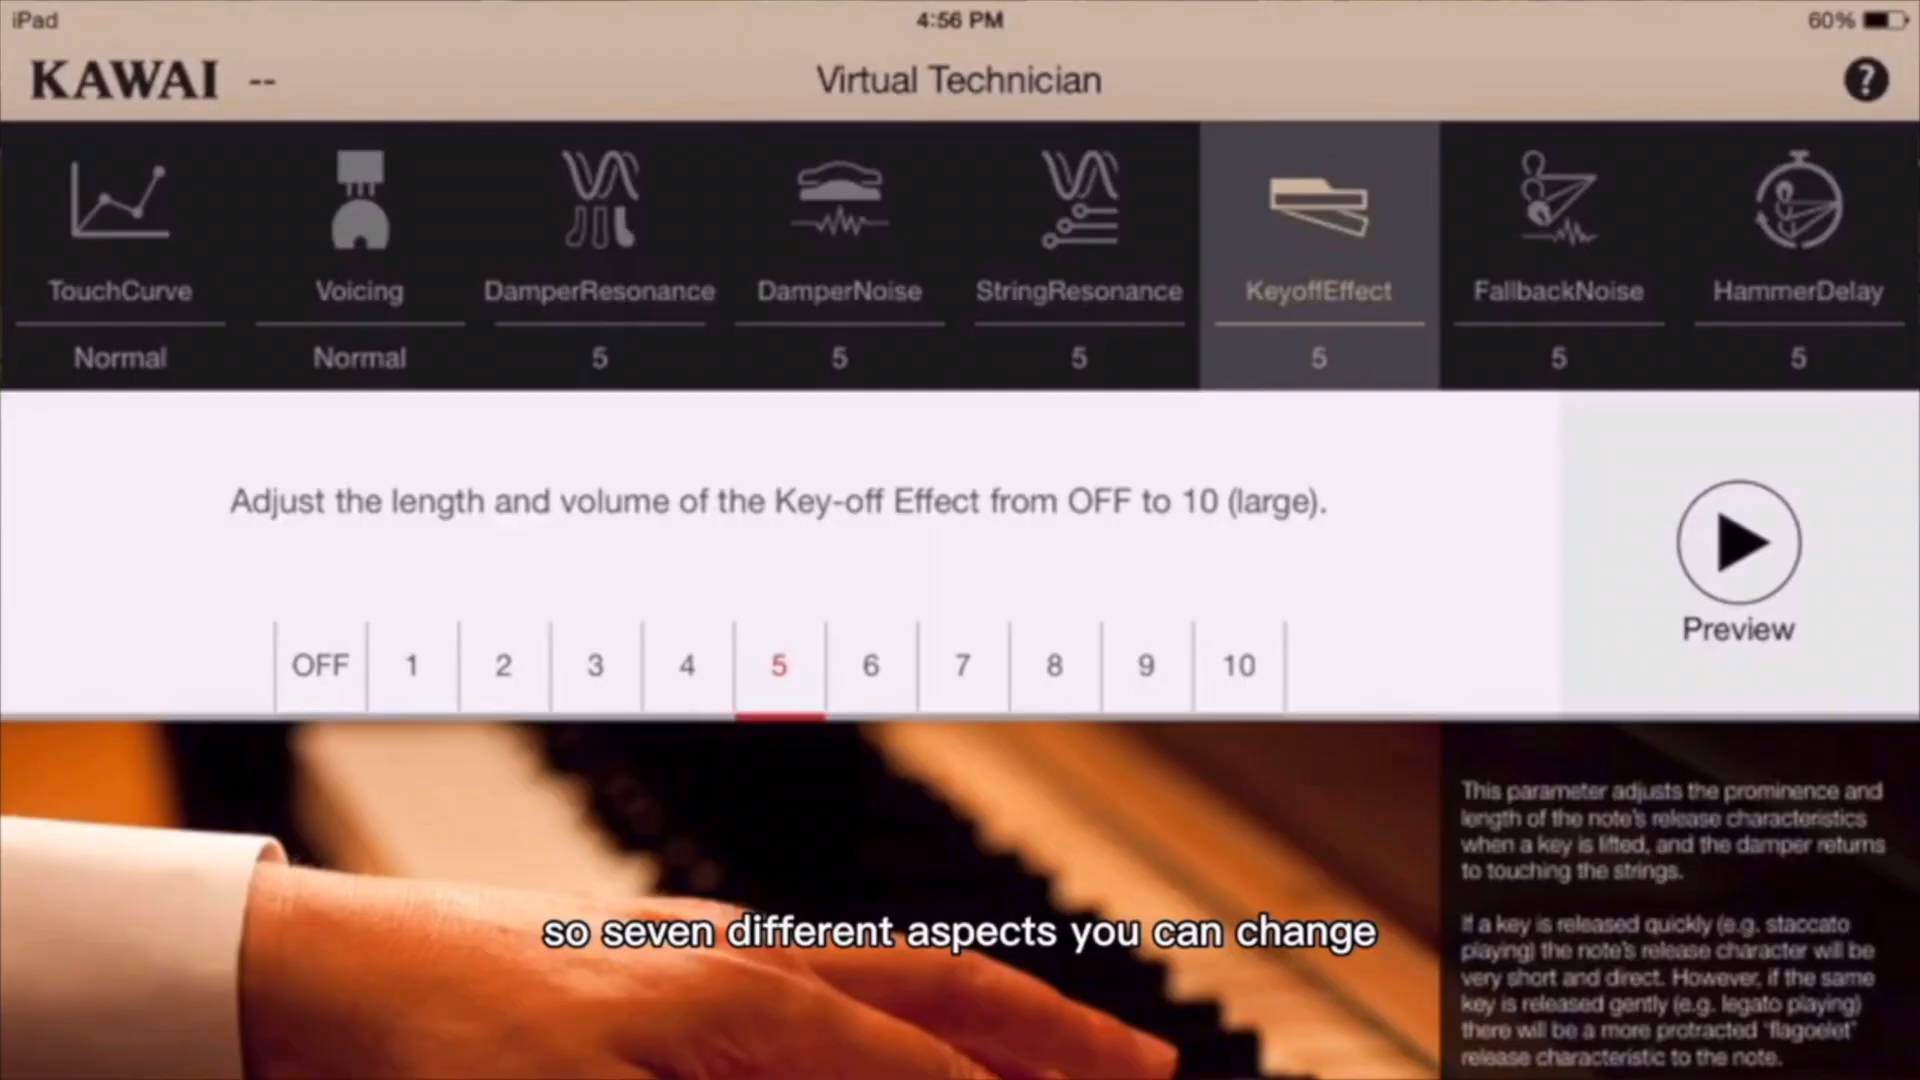 iPad
4:56 PM
60%
KAWAI --
Virtual Technician
?
TouchCurve
Voicing
DamperResonance
DamperNoise
StringResonance
KeyoffEffect
FallbackNoise
HammerDelay
Normal
Normal
5
5
5
5
5
5
Adjust the length and volume of the Key-off Effect from OFF to 10 (large).
OFF 1 2 3 4 5 6 7 8 9 10
Preview
This parameter adjusts the prominence and
length of the note's release characteristics
when a key is lifted, and the damper returns
to touching the strings.
If a key is released quickly (e.g. staccato
playing) the note's release character will be
very short and direct. However, if the same
key is released gently (e.g. legato playing)
there will be a more protracted "flagoelet"
release characteristic to the note.
so seven different aspects you can change